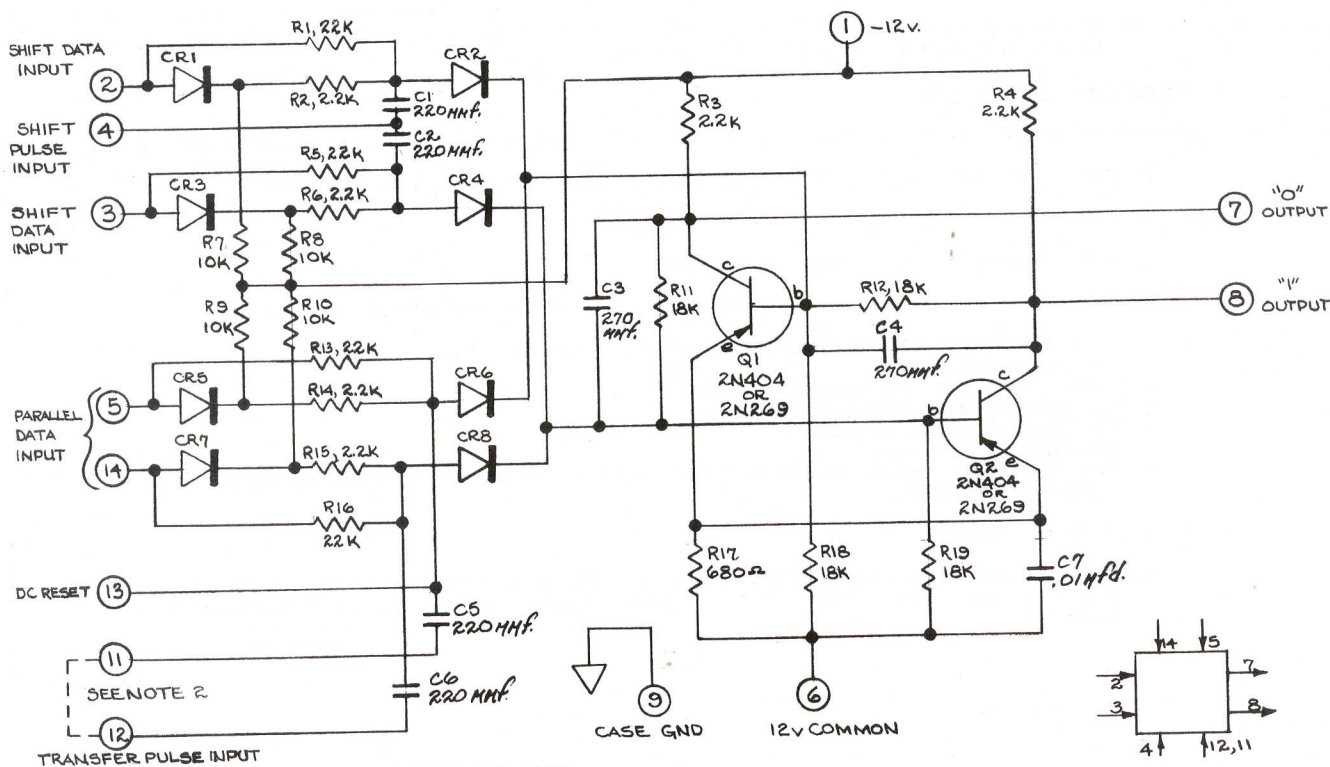 SHIFT DATA
INPUT
2
CR1
R1, 22K
R2, 2.2K
CR2
C1
220MMf.
1
-12v.
SHIFT
PULSE
INPUT
4
C2
220MMf.
R3
2.2K
R4
2.2K
SHIFT
DATA
INPUT
3
CR3
R5, 22K
R6, 2.2K
CR4
7
"O"
OUTPUT
R7
10K
R8
10K
R9
10K
R10
10K
C3
270
MMf.
R11
18K
c
b
e
Q1
2N404
OR
2N269
R12, 18K
C4
270MMf.
8
"1"
OUTPUT
PARALLEL
DATA
INPUT
5
14
CR5
R13, 22K
R14, 2.2K
CR6
CR7
R15, 2.2K
CR8
R16
22K
b
c
e
Q2
2N404
OR
2N269
R17
680Ω
R18
18K
R19
18K
C7
.01Mfd.
DC RESET
13
C5
220MMf.
11
SEE NOTE 2
12
TRANSFER PULSE INPUT
C6
220 MMf.
9
CASE GND
6
12v COMMON
14
5
2
3
7
8
4
12,11